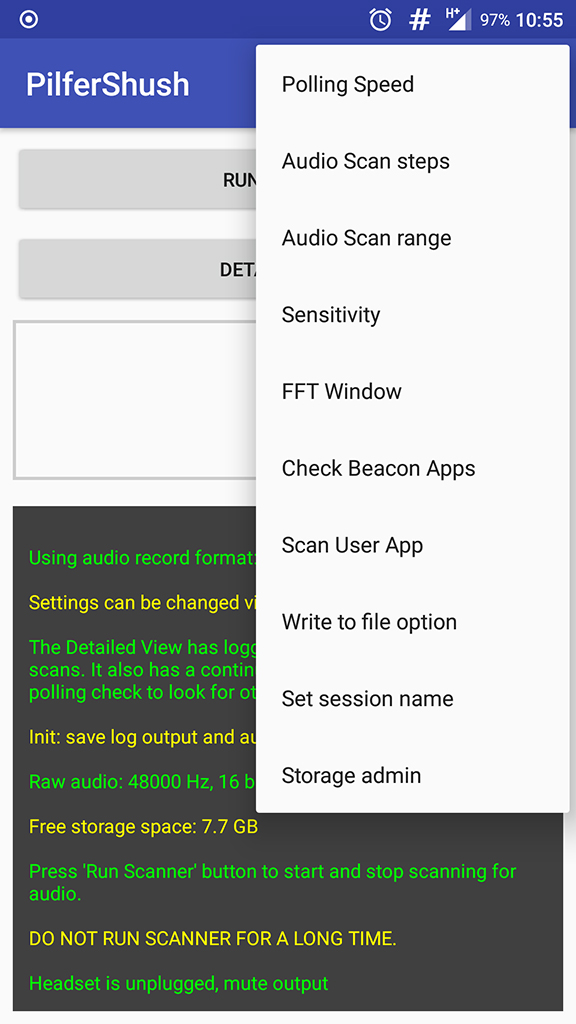 H+ 97% 10:55
PilferShush
Polling Speed
Audio Scan steps
RUN
Audio Scan range
DETA
Sensitivity
FFT Window
Check Beacon Apps
Scan User App
Write to file option
Set session name
Storage admin
Using audio record format:
Settings can be changed vi
The Detailed View has logg
scans. It also has a contin
polling check to look for ot
Init: save log output and au
Raw audio: 48000 Hz, 16 b
Free storage space: 7.7 GB
Press 'Run Scanner' button to start and stop scanning for
audio.
DO NOT RUN SCANNER FOR A LONG TIME.
Headset is unplugged, mute output